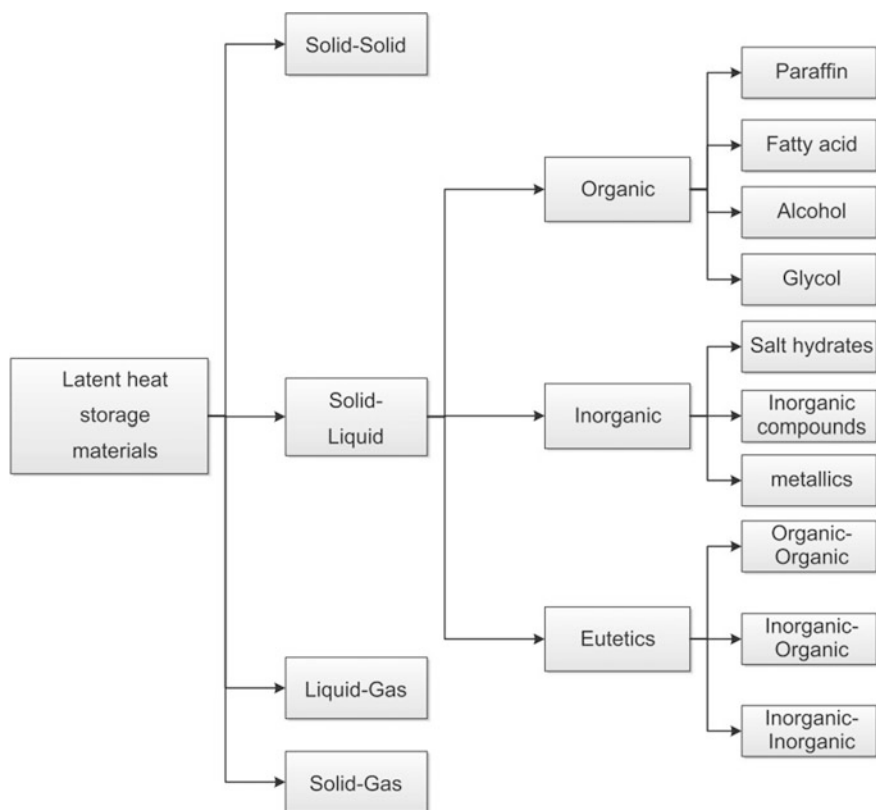 Solid-Solid
Paraffin
Fatty acid
Organic
Alcohol
Glycol
Latent heat
storage
materials
Solid-
Liquid
Inorganic
Salt hydrates
Inorganic
compounds
metallics
Organic-
Organic
Eutetics
Inorganic-
Organic
Inorganic-
Inorganic
Liquid-Gas
Solid-Gas